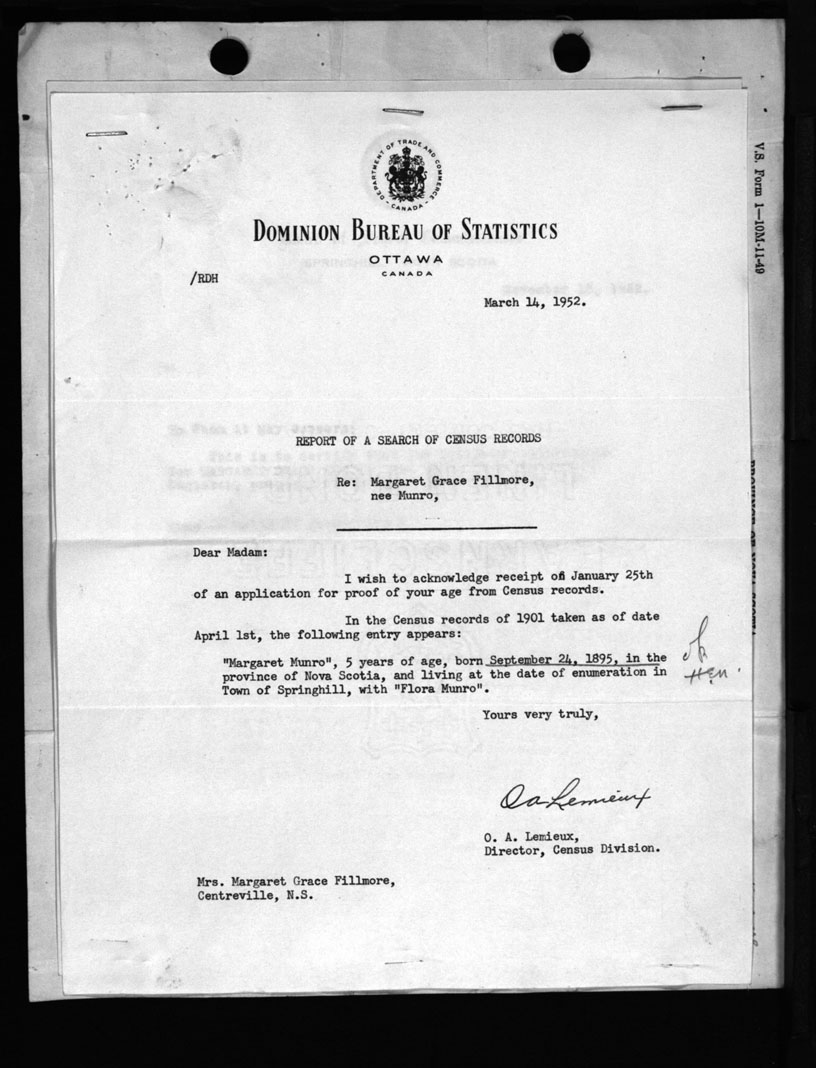 DEPARTMENT OF TRADE AND COMMERCE
- CANADA -
DOMINION BUREAU OF STATISTICS
OTTAWA
CANADA
/RDH
March 14, 1952.
V.S. Form 1—10M-11-49
REPORT OF A SEARCH OF CENSUS RECORDS
Re: Margaret Grace Fillmore,
nee Munro,
Dear Madam:
I wish to acknowledge receipt on January 25th
of an application for proof of your age from Census records.
In the Census records of 1901 taken as of date
April 1st, the following entry appears:
"Margaret Munro", 5 years of age, born September 24, 1895, in the
province of Nova Scotia, and living at the date of enumeration in
Town of Springhill, with "Flora Munro".
Yours very truly,
O A Lemieux
O. A. Lemieux,
Director, Census Division.
Mrs. Margaret Grace Fillmore,
Centreville, N.S.